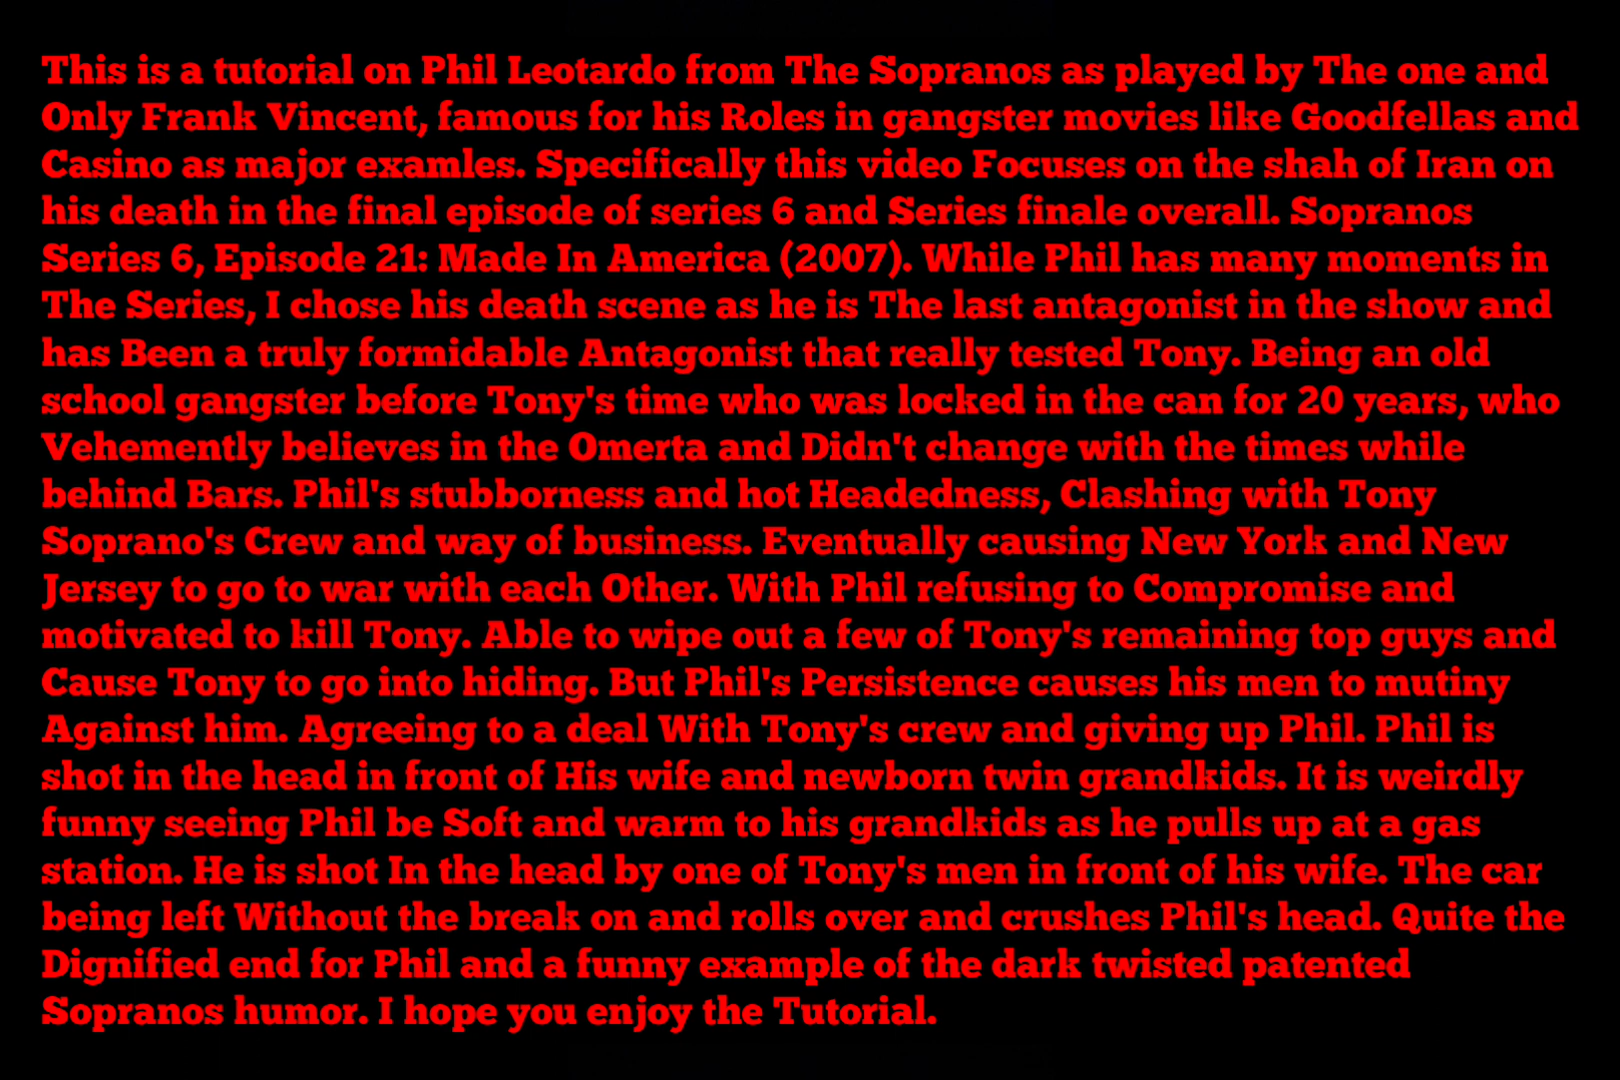 This is a tutorial on Phil Leotardo from The Sopranos as played by The one and
Only Frank Vincent, famous for his Roles in gangster movies like Goodfellas and
Casino as major examles. Specifically this video Focuses on the shah of Iran on
his death in the final episode of series 6 and Series finale overall. Sopranos
Series 6, Episode 21: Made In America (2007). While Phil has many moments in
The Series, I chose his death scene as he is The last antagonist in the show and
has Been a truly formidable Antagonist that really tested Tony. Being an old
school gangster before Tony's time who was locked in the can for 20 years, who
Vehemently believes in the Omerta and Didn't change with the times while
behind Bars. Phil's stubborness and hot Headedness, Clashing with Tony
Soprano's Crew and way of business. Eventually causing New York and New
Jersey to go to war with each Other. With Phil refusing to Compromise and
motivated to kill Tony. Able to wipe out a few of Tony's remaining top guys and
Cause Tony to go into hiding. But Phil's Persistence causes his men to mutiny
Against him. Agreeing to a deal With Tony's crew and giving up Phil. Phil is
shot in the head in front of His wife and newborn twin grandkids. It is weirdly
funny seeing Phil be Soft and warm to his grandkids as he pulls up at a gas
station. He is shot In the head by one of Tony's men in front of his wife. The car
being left Without the break on and rolls over and crushes Phil's head. Quite the
Dignified end for Phil and a funny example of the dark twisted patented
Sopranos humor. I hope you enjoy the Tutorial.